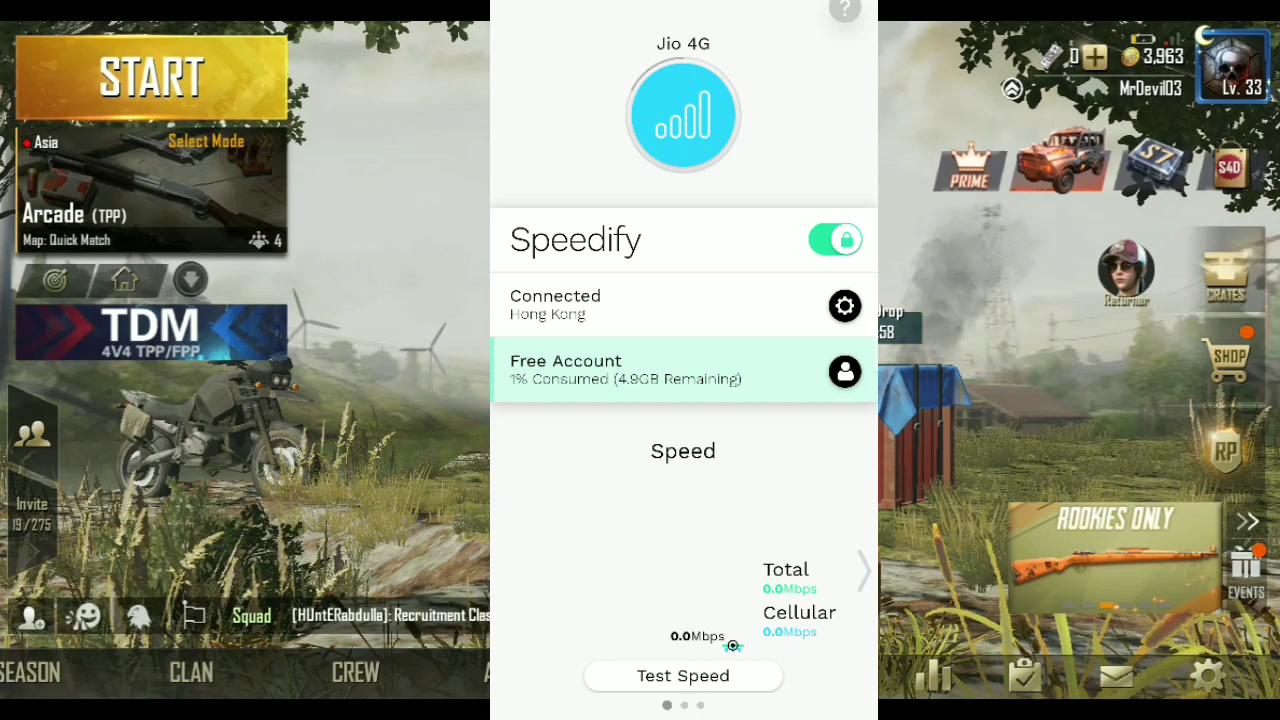 START
Asia
Select Mode
Arcade (TPP)
Map: Quick Match
4
TDM
4V4 TPP/FPP
Invite
19/275
Squad
[HUntERabdulla]: Recruitment Clas
SEASON
CLAN
CREW
?
Jio 4G
Speedify
Connected
Hong Kong
Free Account
1% Consumed (4.9GB Remaining)
Speed
Total
0.0Mbps
Cellular
0.0Mbps
0.0Mbps
Test Speed
0
3,963
MrDevil03
Lv. 33
PRIME
S7
S4D
Returner
CRATES
rop
:58
SHOP
RP
ROOKIES ONLY
EVENTS